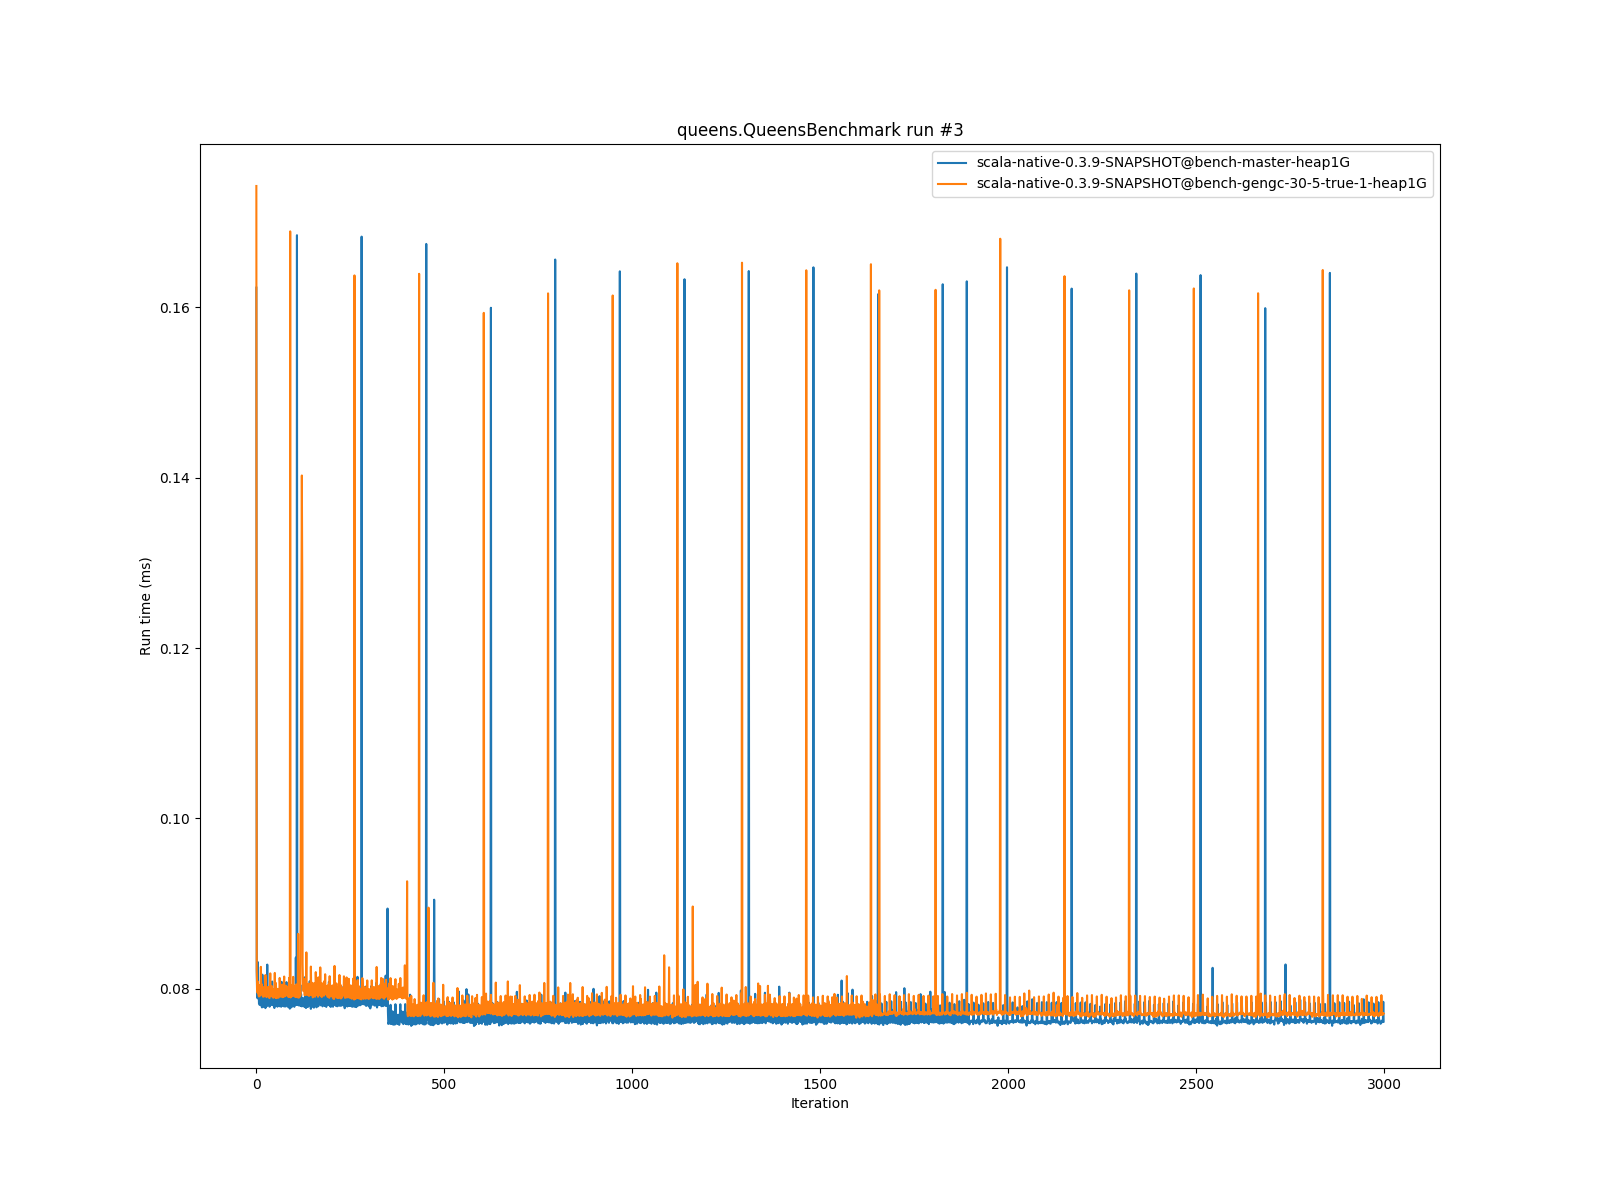 queens.QueensBenchmark run #3
scala-native-0.3.9-SNAPSHOT@bench-master-heap1G
scala-native-0.3.9-SNAPSHOT@bench-gengc-30-5-true-1-heap1G
0.16
0.14
0.12
0.10
0.08
Run time (ms)
0
500
1000
1500
2000
2500
3000
Iteration